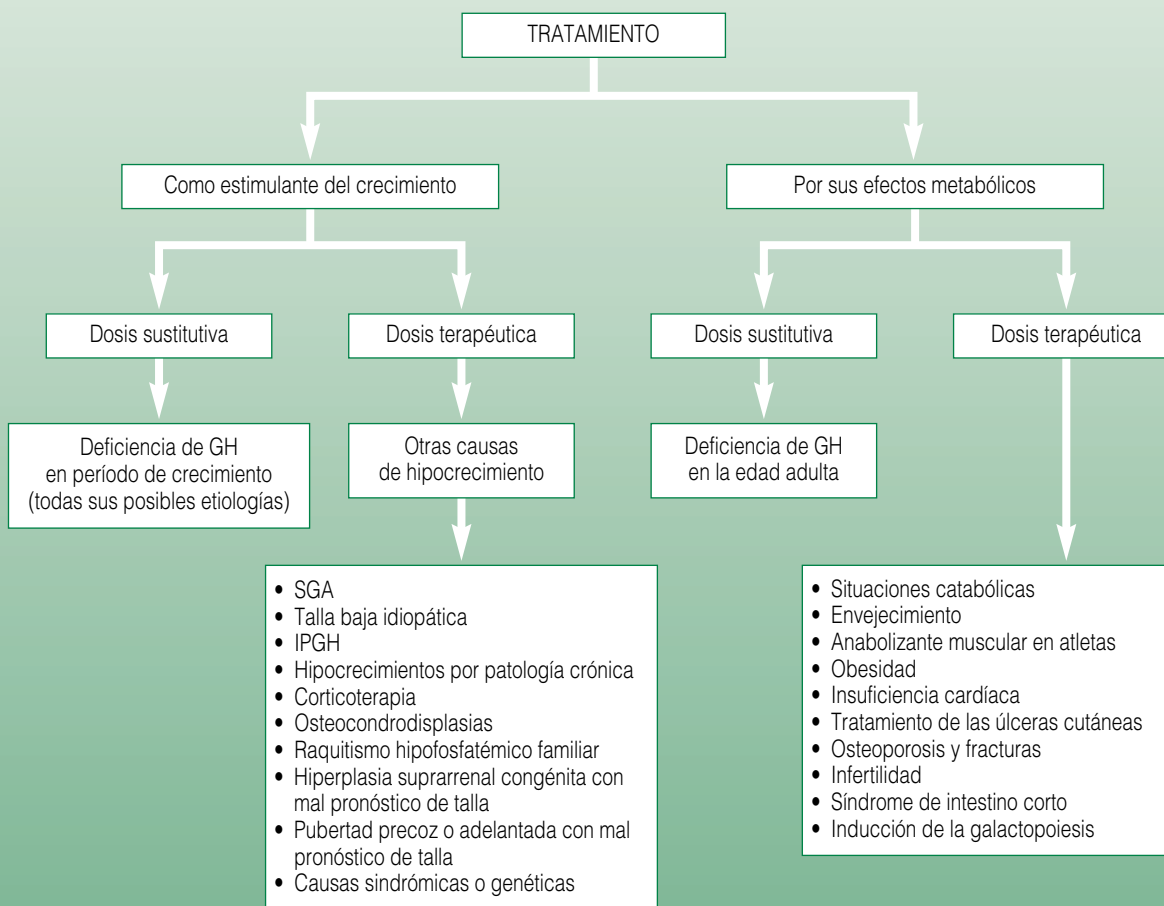 TRATAMIENTO
Como estimulante del crecimiento
Por sus efectos metabólicos
Dosis sustitutiva
Dosis terapéutica
Dosis sustitutiva
Dosis terapéutica
Deficiencia de GH
en período de crecimiento
(todas sus posibles etiologías)
Otras causas
de hipocrecimiento
Deficiencia de GH
en la edad adulta
• SGA
• Talla baja idiopática
• IPGH
• Hipocrecimientos por patología crónica
• Corticoterapia
• Osteocondrodisplasias
• Raquitismo hipofosfatémico familiar
• Hiperplasia suprarrenal congénita con
mal pronóstico de talla
• Pubertad precoz o adelantada con mal
pronóstico de talla
• Causas sindrómicas o genéticas
• Situaciones catabólicas
• Envejecimiento
• Anabolizante muscular en atletas
• Obesidad
• Insuficiencia cardíaca
• Tratamiento de las úlceras cutáneas
• Osteoporosis y fracturas
• Infertilidad
• Síndrome de intestino corto
• Inducción de la galactopoiesis